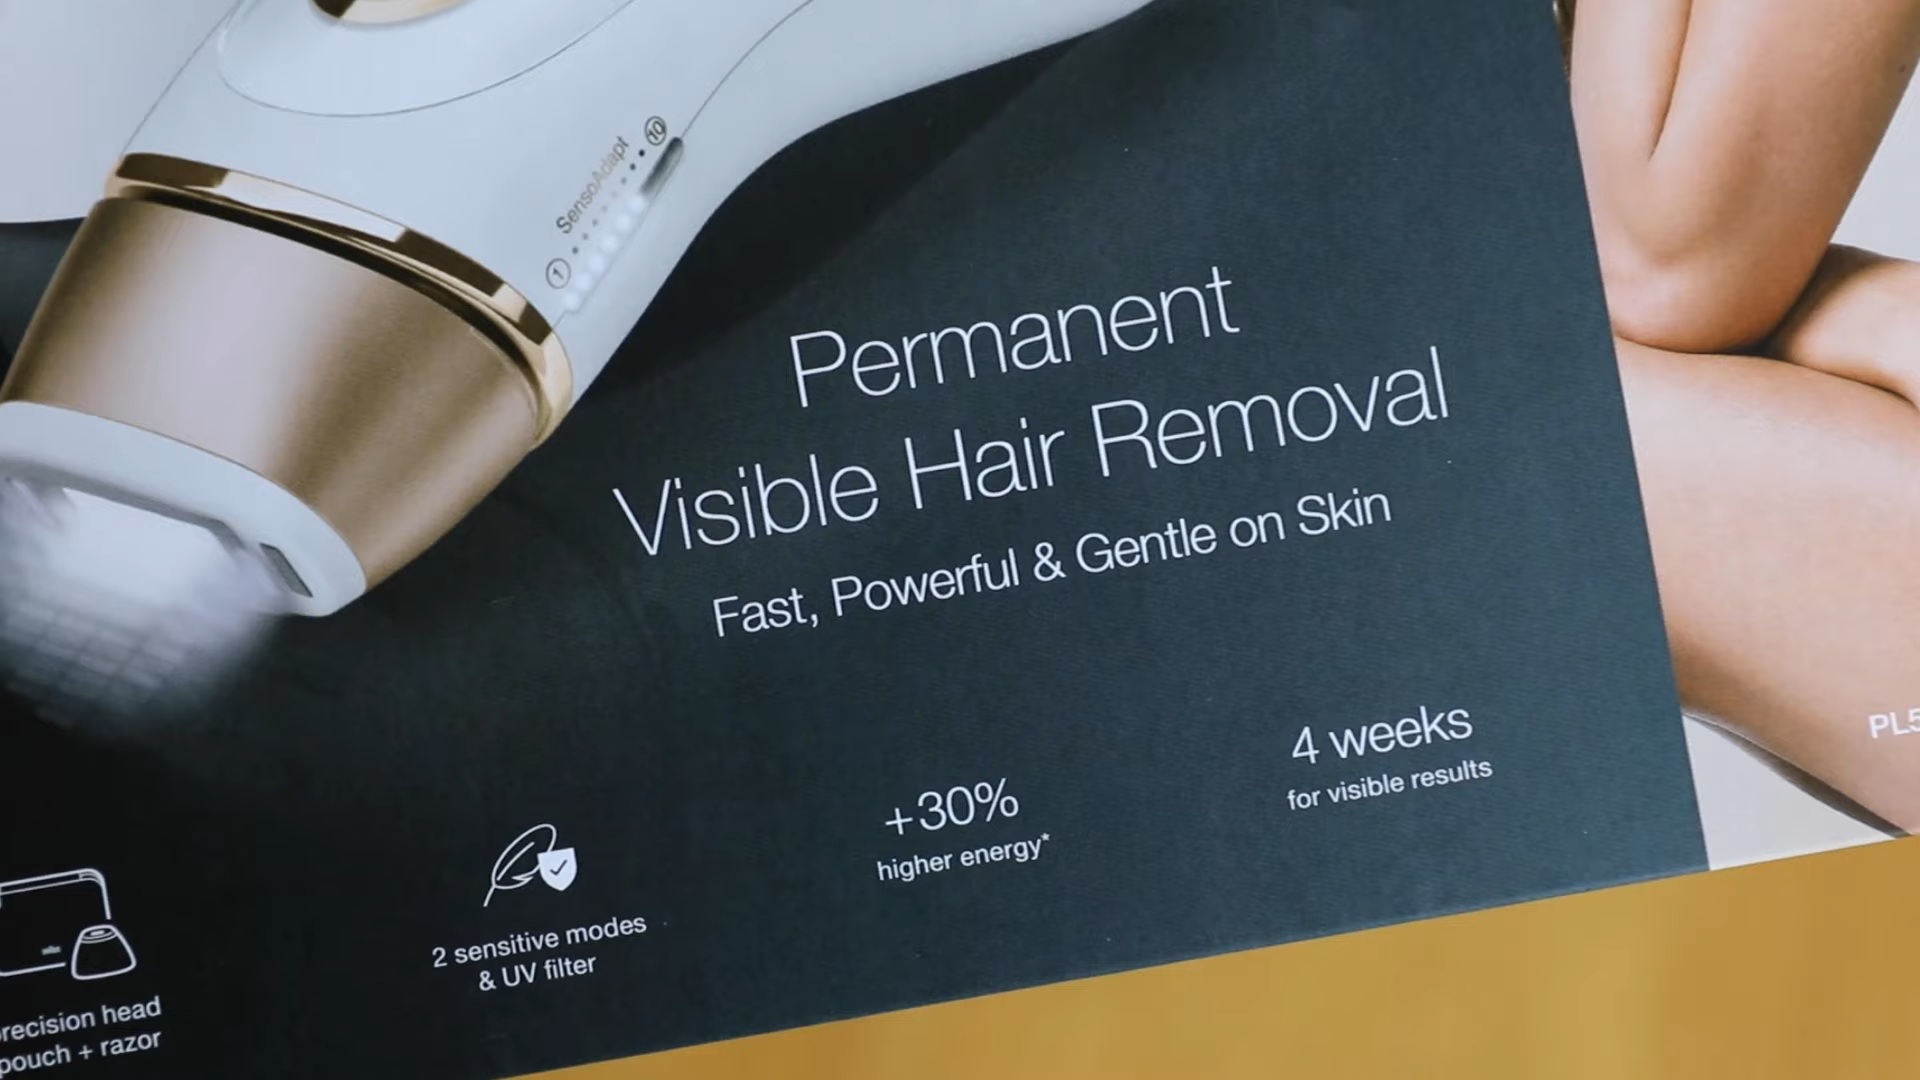 SensoAdapt
1
10
Permanent
Visible Hair Removal
Fast, Powerful & Gentle on Skin
4 weeks
for visible results
+30%
higher energy*
2 sensitive modes
& UV filter
head
pouch + razor